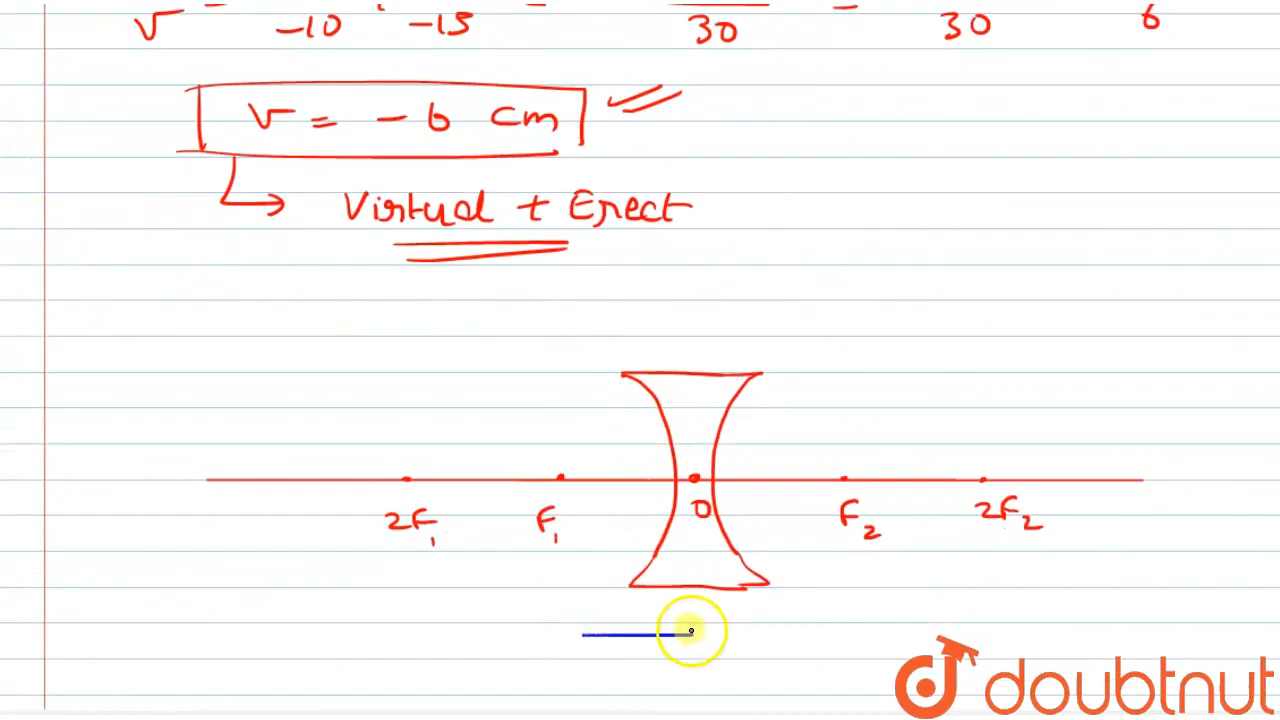 v -10 -15 30 30 6
v = -6 cm
Virtual + Erect
2F₁ F₁ O F₂ 2F₂
doubtnut